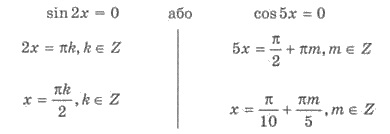 sin 2x = 0 або cos 5x = 0
2x = πk, k ∈ Z
5x = π/2 + πm, m ∈ Z
x = πk/2, k ∈ Z
x = π/10 + πm/5, m ∈ Z